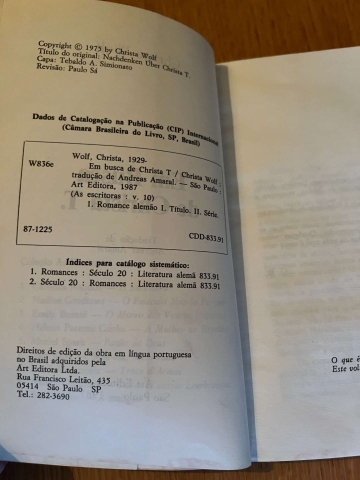 Copyright © 1975 by Christa Wolf
Título do original: Nachdenken Über Christa T.
Capa: Tebaldo A. Simionato
Revisão: Paulo Sá
Dados de Catalogação na Publicação (CIP) Internacional
(Câmara Brasileira do Livro, SP, Brasil)
Wolf, Christa, 1929-
W836e Em busca de Christa T / Christa Wolf ;
tradução de Andreas Amaral. — São Paulo :
Art Editora, 1987
(As escritoras : v. 10)
1. Romance alemão I. Título. II. Série.
87-1225 CDD-833.91
Índices para catálogo sistemático:
1. Romances : Século 20 : Literatura alemã 833.91
2. Século 20 : Romances : Literatura alemã 833.91
Direitos de edição da obra em língua portuguesa
no Brasil adquiridos pela
Art Editora Ltda.
Rua Francisco Leitão, 435
05414 São Paulo SP
Tel.: 282-3690
O que é
Este vol